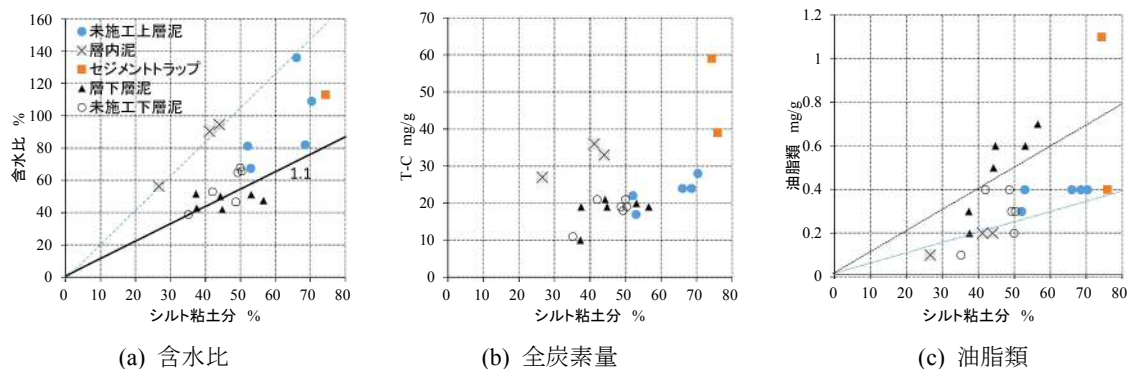 160
140
120
100
80
60
40
20
0
含水比 %
未施工上層泥
層内泥
セジメントトラップ
層下層泥
未施工下層泥
1.1
0 10 20 30 40 50 60 70 80
シルト粘土分 %
(a) 含水比
70
60
50
40
30
20
10
0
T-C mg/g
0 10 20 30 40 50 60 70 80
シルト粘土分 %
(b) 全炭素量
1.2
1
0.8
0.6
0.4
0.2
0
油脂類 mg/g
0 10 20 30 40 50 60 70 80
シルト粘土分 %
(c) 油脂類